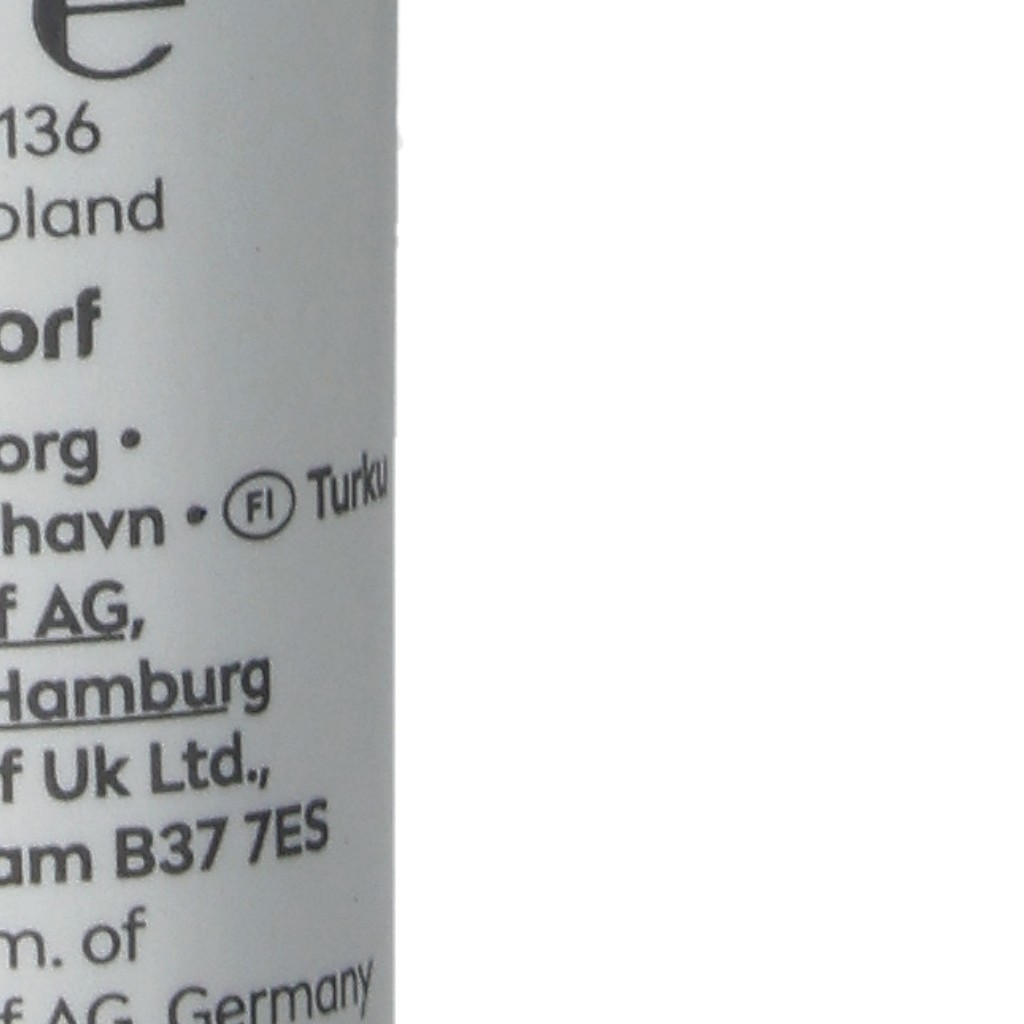 e
136
oland
orf
org •
havn • FI Turku
f AG,
Hamburg
f Uk Ltd.,
am B37 7ES
m. of
f AG, Germany